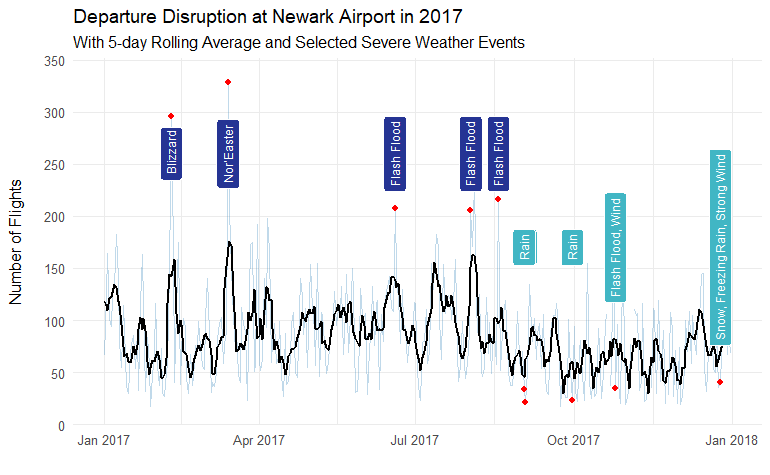 Departure Disruption at Newark Airport in 2017
With 5-day Rolling Average and Selected Severe Weather Events
Number of Flights
350
300
250
200
150
100
50
0
Blizzard
Nor'Easter
Flash Flood
Flash Flood
Flash Flood
Rain
Rain
Flash Flood, Wind
Snow, Freezing Rain, Strong Wind
Jan 2017
Apr 2017
Jul 2017
Oct 2017
Jan 2018